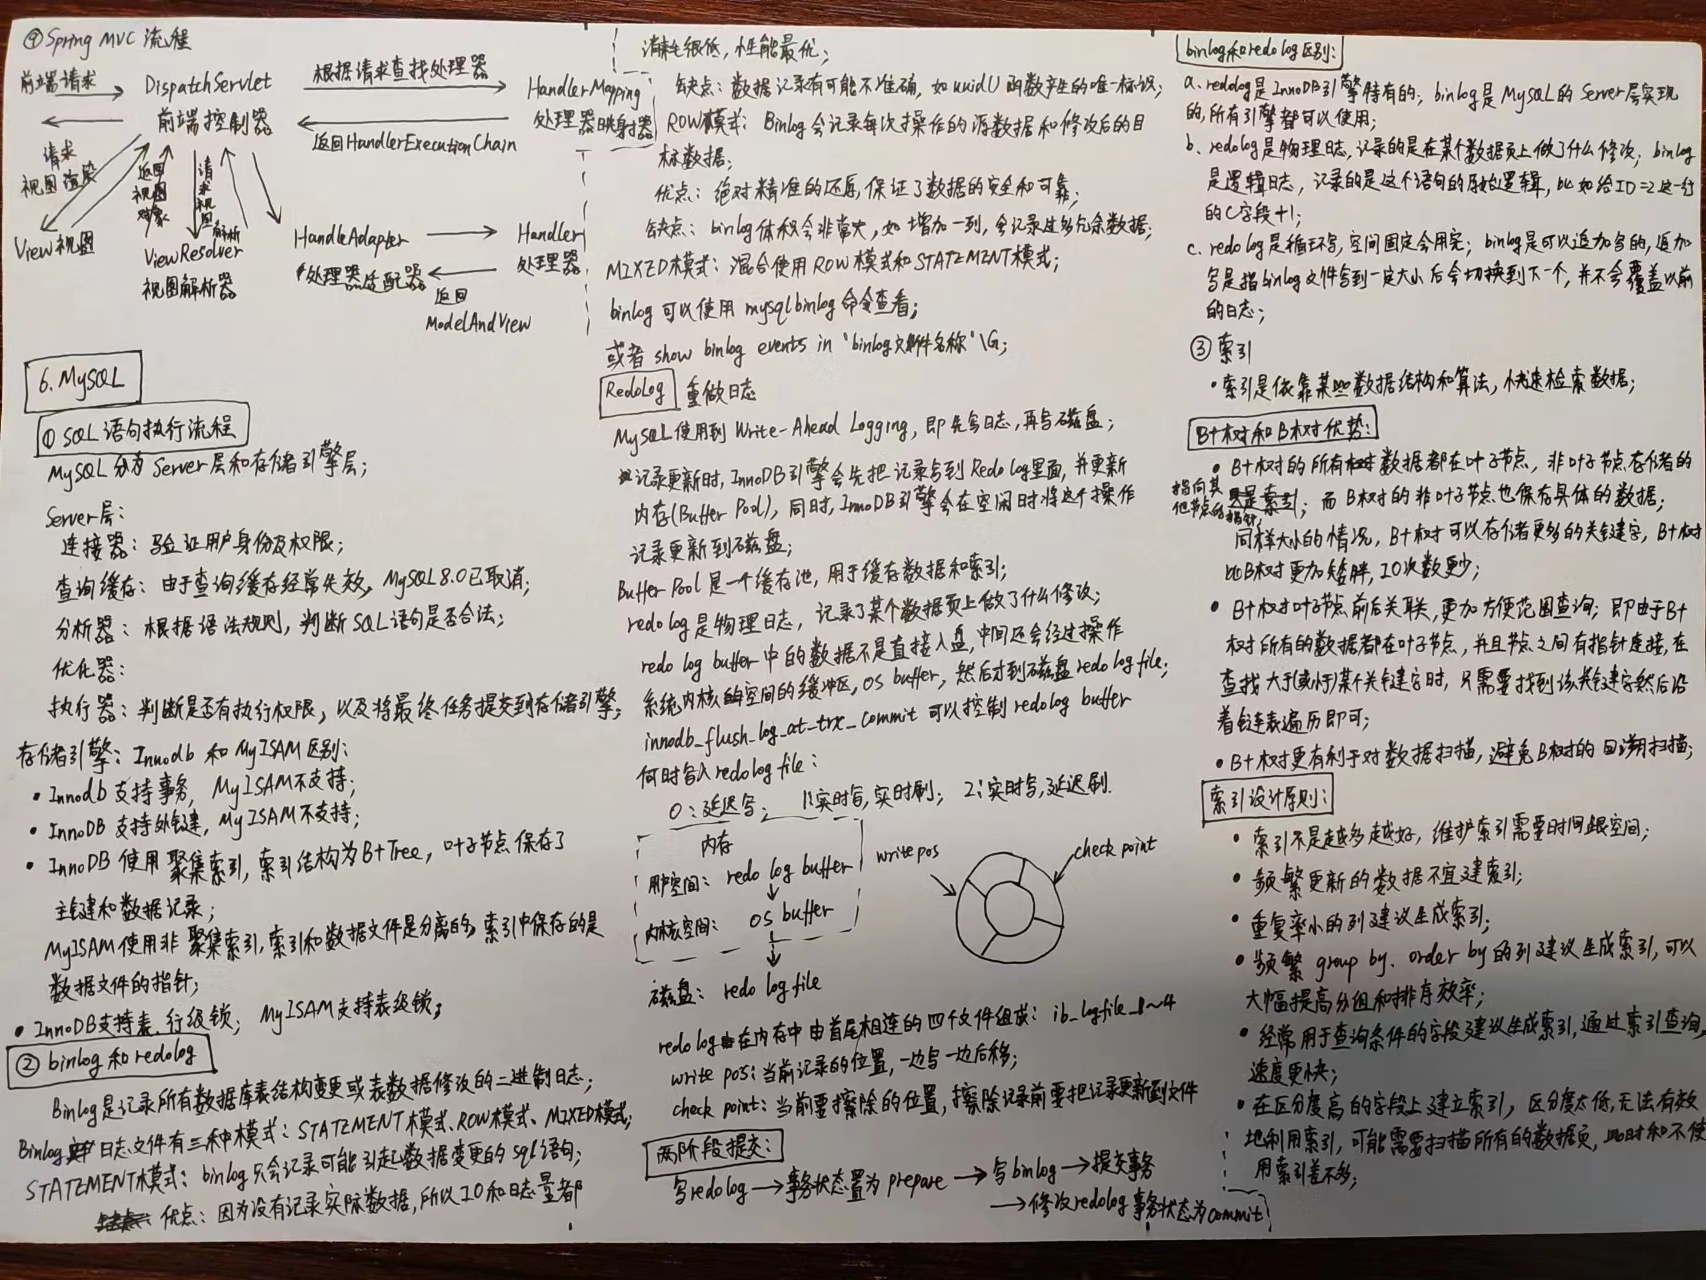 ⑨Spring MVC 流程
前端请求
DispatchServlet
前端控制器
根据请求查找处理器
HandlerMapping
处理器映射器
返回HandlerExecutionChain
请求
视图渲染
返回
视图
对象
请求视图解析
View视图
ViewResolver
视图解析器
HandleAdapter
处理器适配器
Handler
处理器
返回
ModelAndView
6. MySQL
① SQL 语句执行流程
MySQL 分为 Server 层和存储引擎层;
Server层:
连接器: 验证用户身份及权限;
查询缓存: 由于查询缓存经常失效, MySQL8.0已取消;
分析器: 根据语法规则, 判断 SQL 语句是否合法;
优化器:
执行器: 判断是否有执行权限, 以及将最终任务提交到存储引擎;
存储引擎: Innodb 和 MyISAM 区别:
• Innodb 支持事务, MyISAM不支持;
• InnoDB 支持外键, MyISAM不支持;
• InnoDB 使用聚集索引, 索引结构为B+Tree, 叶子节点保存了
主键和数据记录;
MyISAM使用非聚集索引, 索引和数据文件是分离的, 索引中保存的是
数据文件的指针;
• InnoDB支持表、行级锁; MyISAM支持表级锁;
② binlog 和 redolog
Binlog是记录所有数据库表结构变更或表数据修改的二进制日志;
Binlog 日志文件有三种模式: STATEMENT模式、ROW模式、MIXED模式;
STATEMENT模式: binlog只会记录可能引起数据变更的sql语句;
优点: 因为没有记录实际数据, 所以IO和日志量都
消耗很低, 性能最优;
缺点: 数据记录有可能不准确, 如uuid()函数产生的唯一标识;
ROW模式: Binlog会记录每次操作的源数据和修改后的目
标数据;
优点: 绝对精准的还原, 保证了数据的安全和可靠;
缺点: binlog体积会非常大, 如增加一列, 会记录过多冗余数据;
MIXED模式: 混合使用ROW模式和STATEMENT模式;
binlog 可以使用 mysqlbinlog 命令查看;
或者 show binlog events in 'binlog文件名称'\G;
Redolog 重做日志
MySQL使用到Write-Ahead Logging, 即先写日志, 再写磁盘;
记录更新时, InnoDB引擎会先把记录写到Redolog里面, 并更新
内存(Buffer Pool), 同时, InnoDB引擎会在空闲时将这个操作
记录更新到磁盘;
Buffer Pool 是一个缓存池, 用于缓存数据和索引;
redo log 是物理日志, 记录了某个数据页上做了什么修改;
redo log buffer 中的数据不是直接入盘, 中间还会经过操作
系统内核的空间的缓冲区, OS buffer, 然后才到磁盘redo log file;
innodb_flush_log_at_trx_commit 可以控制 redolog buffer
何时写入redolog file:
0: 延迟写; 1: 实时写, 实时刷; 2: 实时写, 延迟刷.
内存
用户空间: redo log buffer
内核空间: OS buffer
磁盘: redo log file
write pos
check point
redo log 在内存中由首尾相连的四个文件组成: ib_logfile_1~4
write pos: 当前记录的位置, 一边写一边后移;
check point: 当前要擦除的位置, 擦除记录前要把记录更新到文件
两阶段提交:
写redolog → 事务状态置为 prepare → 写binlog → 提交事务
→ 修改redolog事务状态为commit
binlog和redolog区别:
a. redolog是InnoDB引擎特有的; binlog是MySQL的Server层实现
的, 所有引擎都可以使用;
b. redolog是物理日志, 记录的是在某个数据页上做了什么修改; binlog
是逻辑日志, 记录的是这个语句的原始逻辑, 比如给ID=2这一行
的C字段+1;
c. redolog是循环写, 空间固定会用完; binlog是可以追加写的, 追加
写是指binlog文件写到一定大小后会切换到下一个, 并不会覆盖以前
的日志;
③ 索引
• 索引是依靠某些数据结构和算法, 快速检索数据;
B+树和B树优势:
• B+树的所有数据都在叶子节点, 非叶子节点存储的
是索引; 而B树的非叶子节点也保存具体的数据;
指向其
他节点的指针,
同样大小的情况, B+树可以存储更多的关键字, B+树
比B树更加矮胖, IO次数更少;
• B+树叶子节点前后关联, 更加方便范围查询; 即由于B+
树所有的数据都在叶子节点, 并且节点之间有指针连接, 在
查找大于(或小于)某个关键字时, 只需要找到该关键字然后沿
着链表遍历即可;
• B+树更有利于对数据扫描, 避免B树的回溯扫描;
索引设计原则:
• 索引不是越多越好, 维护索引需要时间跟空间;
• 频繁更新的数据不宜建索引;
• 重复率小的列建议生成索引;
• 频繁 group by、order by 的列建议生成索引, 可以
大幅提高分组和排序效率;
• 经常用于查询条件的字段建议生成索引, 通过索引查询,
速度更快;
• 在区分度高的字段上建立索引, 区分度太低, 无法有效
地利用索引, 可能需要扫描所有的数据页, 此时和不使
用索引差不多;